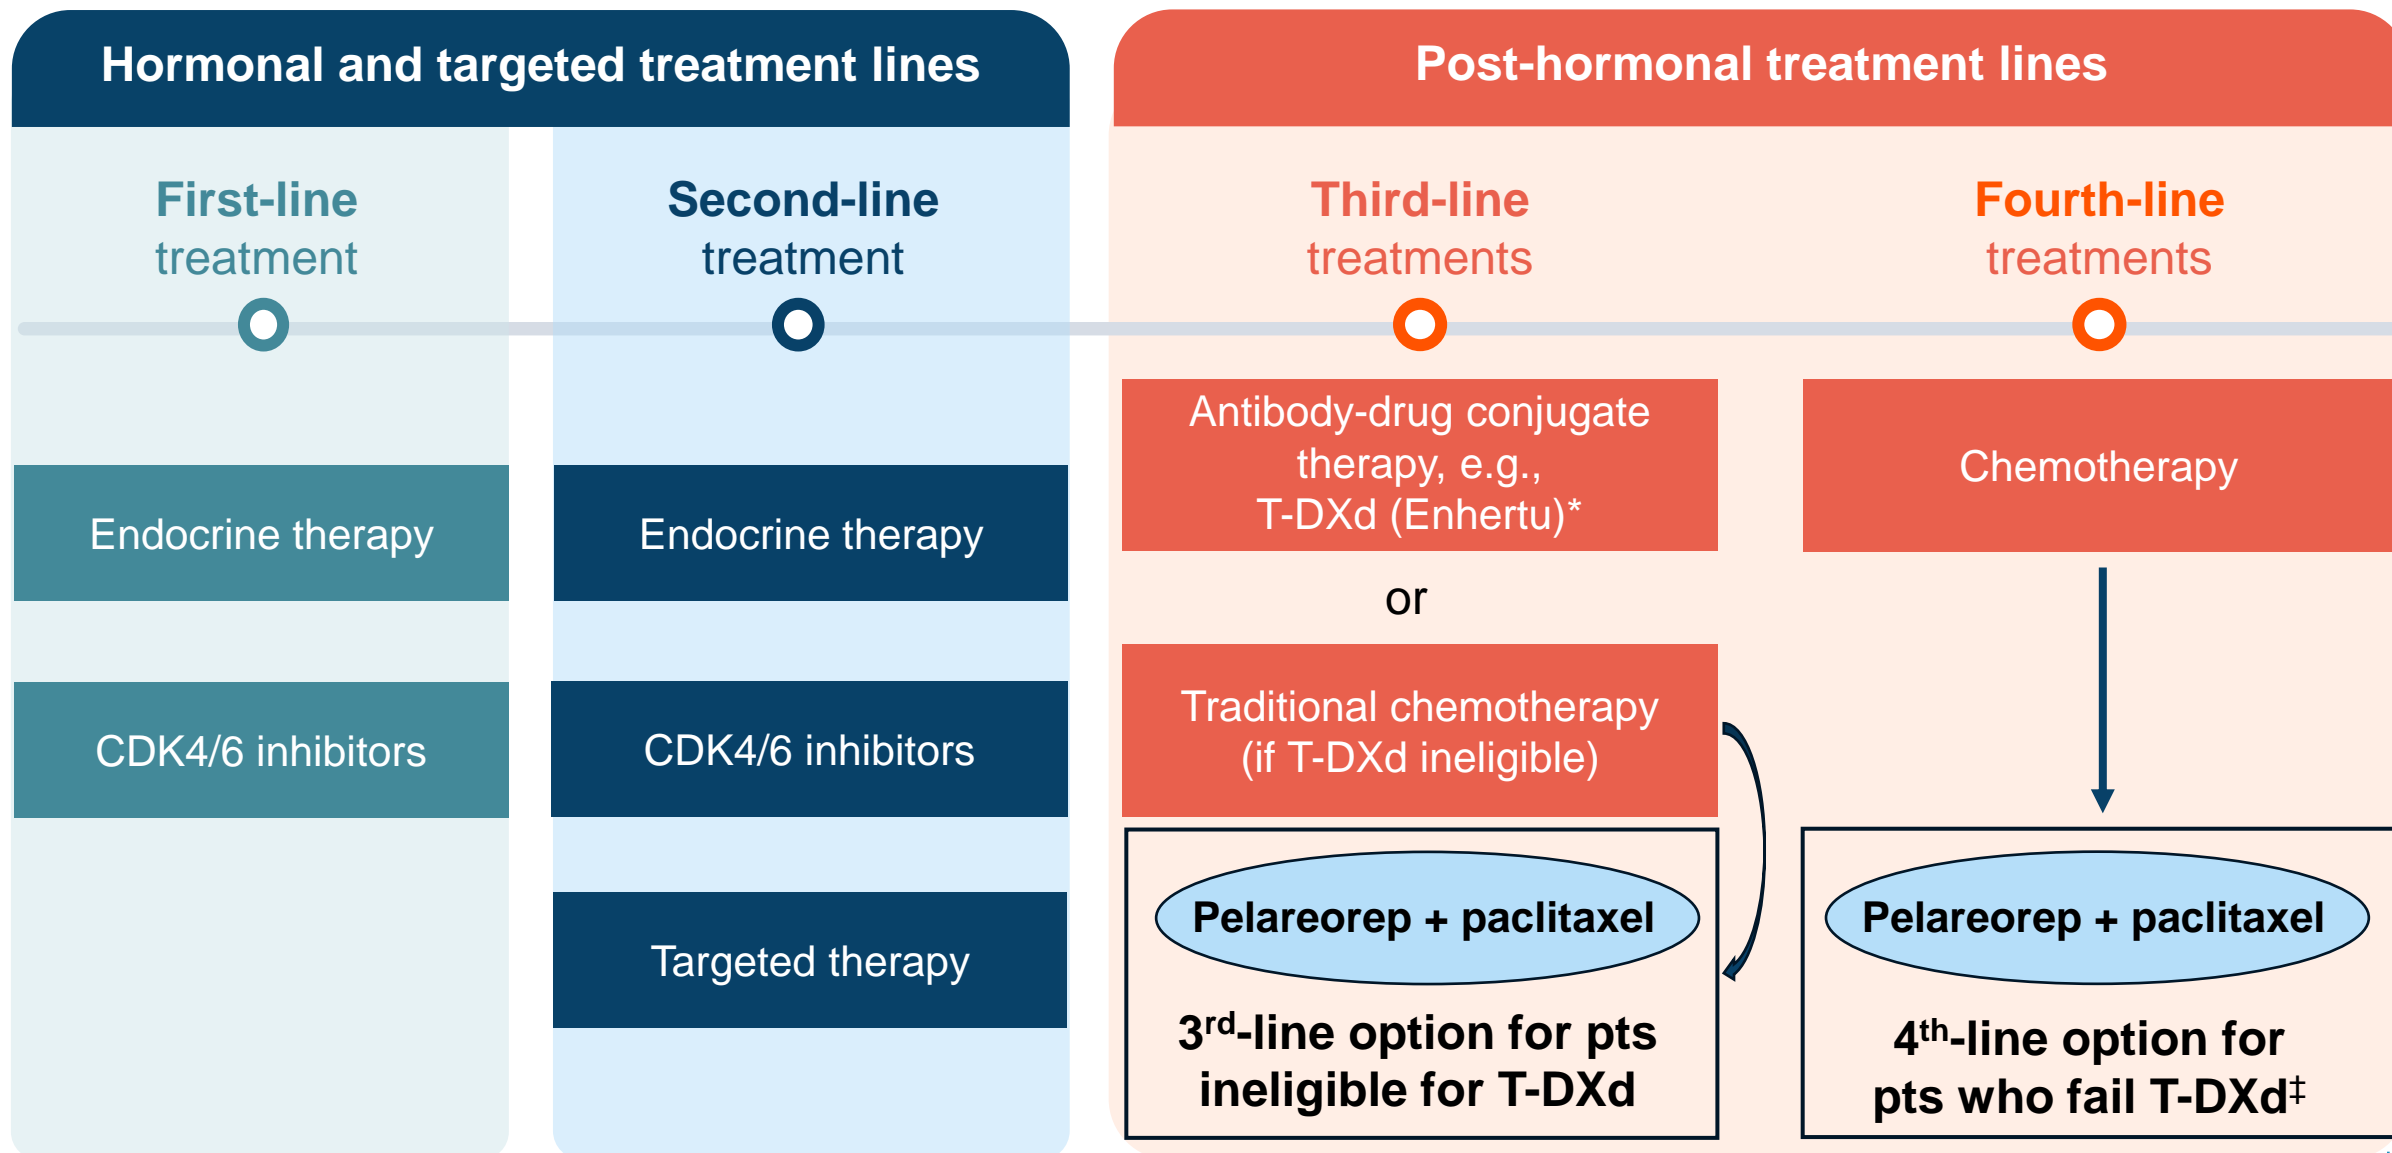 Hormonal and targeted treatment lines
Post-hormonal treatment lines
First-line
treatment
Second-line
treatment
Third-line
treatments
Fourth-line
treatments
Endocrine therapy
CDK4/6 inhibitors
Endocrine therapy
CDK4/6 inhibitors
Targeted therapy
Antibody-drug conjugate
therapy, e.g.,
T-DXd (Enhertu)*
or
Traditional chemotherapy
(if T-DXd ineligible)
Pelareorep + paclitaxel
3rd-line option for pts
ineligible for T-DXd
Chemotherapy
Pelareorep + paclitaxel
4th-line option for
pts who fail T-DXd‡